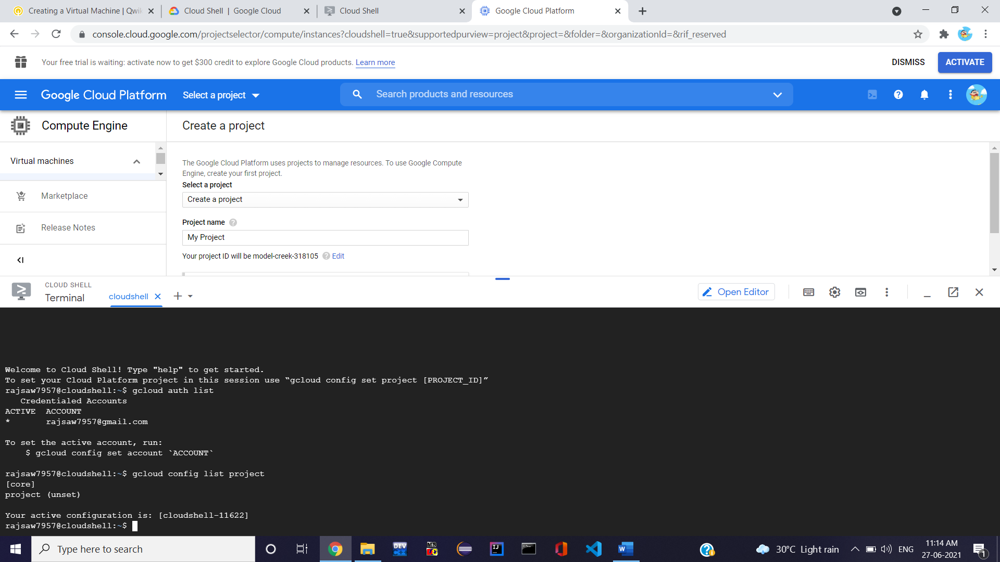 Creating a Virtual Machine | Qwik
Cloud Shell | Google Cloud
Cloud Shell
Google Cloud Platform
console.cloud.google.com/projectselector/compute/instances?cloudshell=true&supportedpurview=project&project=&folder=&organizationId=&rif_reserved
Your free trial is waiting: activate now to get $300 credit to explore Google Cloud products. Learn more
DISMISS
ACTIVATE
Google Cloud Platform
Select a project
Search products and resources
Compute Engine
Create a project
Virtual machines
Marketplace
Release Notes
The Google Cloud Platform uses projects to manage resources. To use Google Compute
Engine, create your first project.
Select a project
Create a project
Project name
My Project
Your project ID will be model-creek-318105 Edit
CLOUD SHELL
Terminal
cloudshell
Open Editor
Welcome to Cloud Shell! Type "help" to get started.
To set your Cloud Platform project in this session use “gcloud config set project [PROJECT_ID]”
rajsaw7957@cloudshell:~$ gcloud auth list
Credentialed Accounts
ACTIVE ACCOUNT
* rajsaw7957@gmail.com
To set the active account, run:
$ gcloud config set account `ACCOUNT`
rajsaw7957@cloudshell:~$ gcloud config list project
[core]
project (unset)
Your active configuration is: [cloudshell-11622]
rajsaw7957@cloudshell:~$
Type here to search
30°C Light rain
ENG
11:14 AM
27-06-2021
1